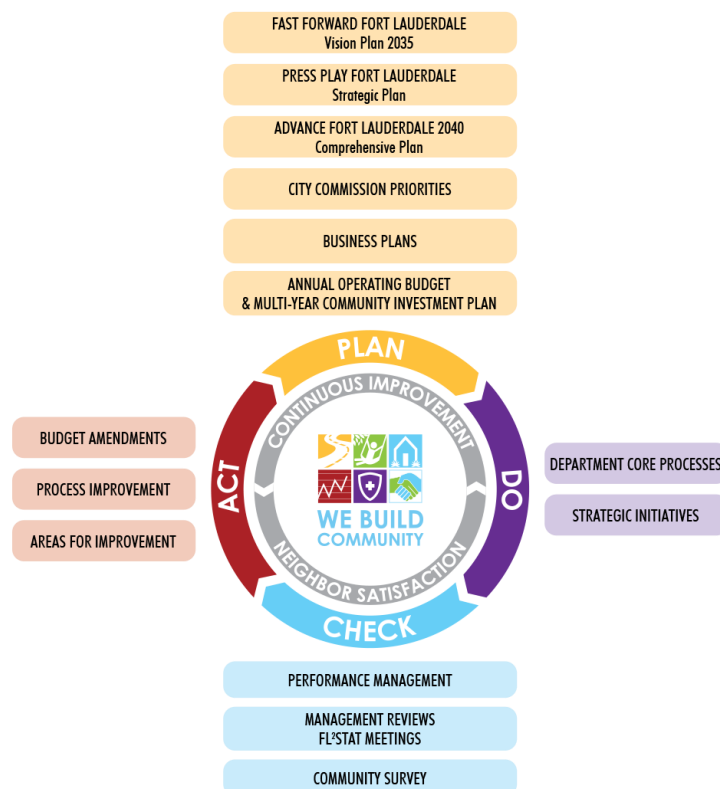 FAST FORWARD FORT LAUDERDALE
Vision Plan 2035
PRESS PLAY FORT LAUDERDALE
Strategic Plan
ADVANCE FORT LAUDERDALE 2040
Comprehensive Plan
CITY COMMISSION PRIORITIES
BUSINESS PLANS
ANNUAL OPERATING BUDGET
& MULTI-YEAR COMMUNITY INVESTMENT PLAN
PLAN
CONTINUOUS IMPROVEMENT
ACT
BUDGET AMENDMENTS
PROCESS IMPROVEMENT
AREAS FOR IMPROVEMENT
WE BUILD
COMMUNITY
DO
DEPARTMENT CORE PROCESSES
STRATEGIC INITIATIVES
NEIGHBOR SATISFACTION
CHECK
PERFORMANCE MANAGEMENT
MANAGEMENT REVIEWS
FL²STAT MEETINGS
COMMUNITY SURVEY